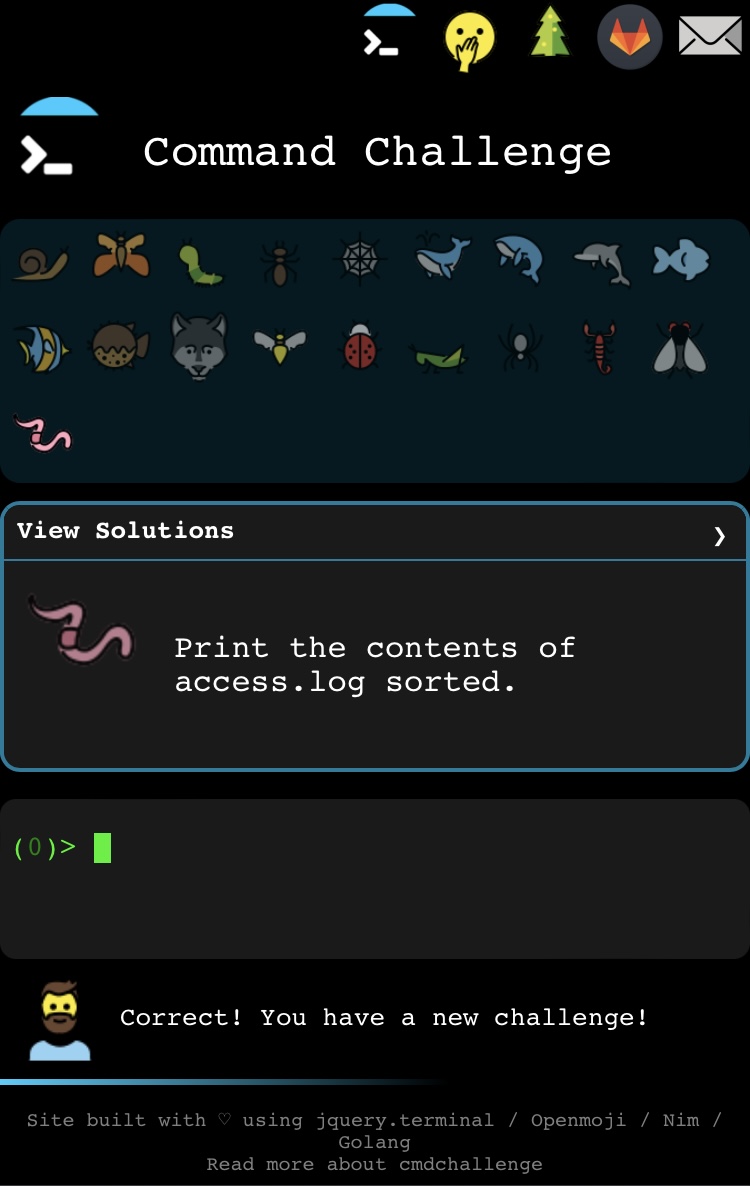 Command Challenge
View Solutions ❯
Print the contents of
access.log sorted.
(0)>
Correct! You have a new challenge!
Site built with ♡ using jquery.terminal / Openmoji / Nim /
Golang
Read more about cmdchallenge